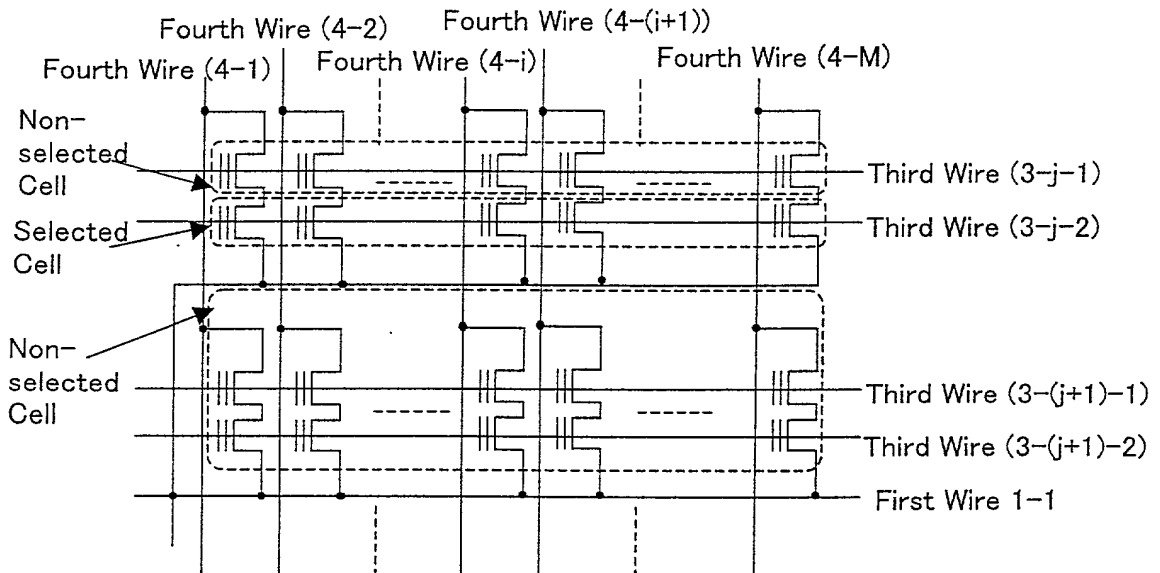 Fourth Wire (4-2)
Fourth Wire (4-(i+1))
Fourth Wire (4-1)
Fourth Wire (4-i)
Fourth Wire (4-M)
Non-
selected
Cell
Third Wire (3-j-1)
Selected
Cell
Third Wire (3-j-2)
Non-
selected
Cell
Third Wire (3-(j+1)-1)
Third Wire (3-(j+1)-2)
First Wire 1-1